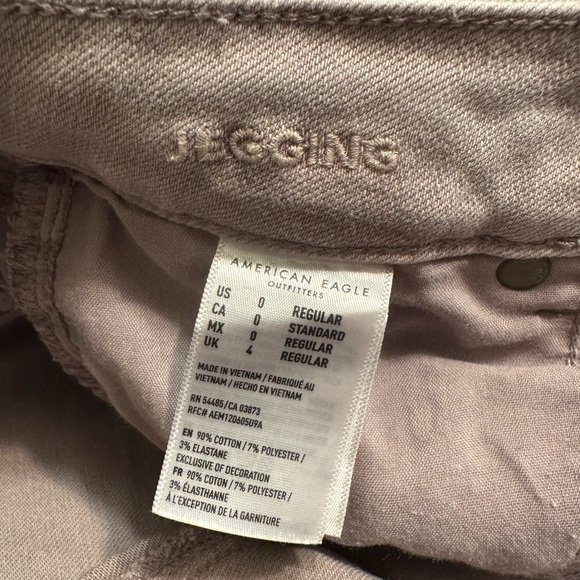 JEGGING
AMERICAN EAGLE
OUTFITTERS
US 0 REGULAR
CA 0 STANDARD
MX 0 REGULAR
UK 4 REGULAR
MADE IN VIETNAM / FABRIQUÉ AU
VIETNAM / HECHO EN VIETNAM
RN 54485/CA 03873
RFC# AEM120605U9A
EN 90% COTTON / 7% POLYESTER /
3% ELASTANE
EXCLUSIVE OF DECORATION
FR 90% COTON / 7% POLYESTER /
3% ÉLASTHANNE
À L'EXCEPTION DE LA GARNITURE